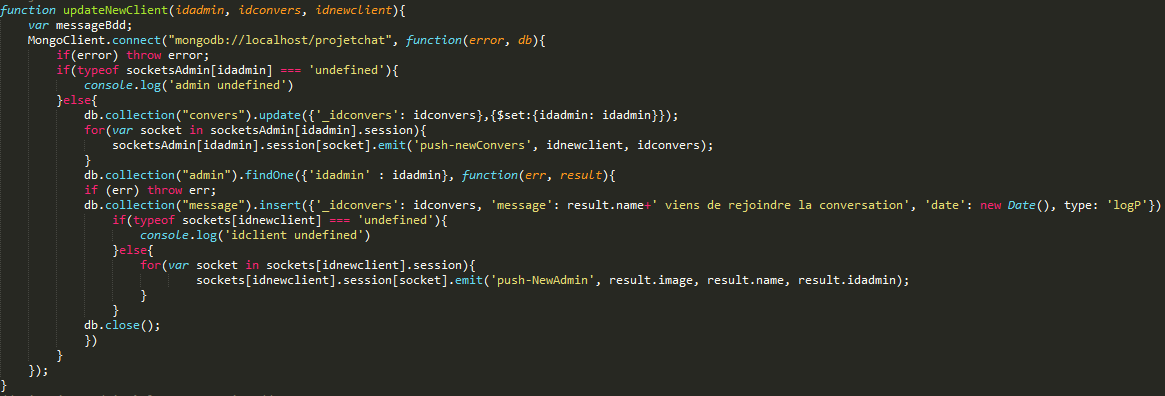 function updateNewClient(idadmin, idconvers, idnewclient){
    var messageBdd;
    MongoClient.connect("mongodb://localhost/projetchat", function(error, db){
        if(error) throw error;
        if(typeof socketsAdmin[idadmin] === 'undefined'){
            console.log('admin undefined')
        }else{
            db.collection("convers").update({'_idconvers': idconvers},{$set:{idadmin: idadmin}});
            for(var socket in socketsAdmin[idadmin].session){
                socketsAdmin[idadmin].session[socket].emit('push-newConvers', idnewclient, idconvers);
            }
            db.collection("admin").findOne({'idadmin' : idadmin}, function(err, result){
            if (err) throw err;
            db.collection("message").insert({'_idconvers': idconvers, 'message': result.name+' viens de rejoindre la conversation', 'date': new Date(), type: 'logP'})
                if(typeof sockets[idnewclient] === 'undefined'){
                    console.log('idclient undefined')
                }else{
                    for(var socket in sockets[idnewclient].session){
                            sockets[idnewclient].session[socket].emit('push-NewAdmin', result.image, result.name, result.idadmin);
                    }
                }
            db.close();
            })
        }
    });
}